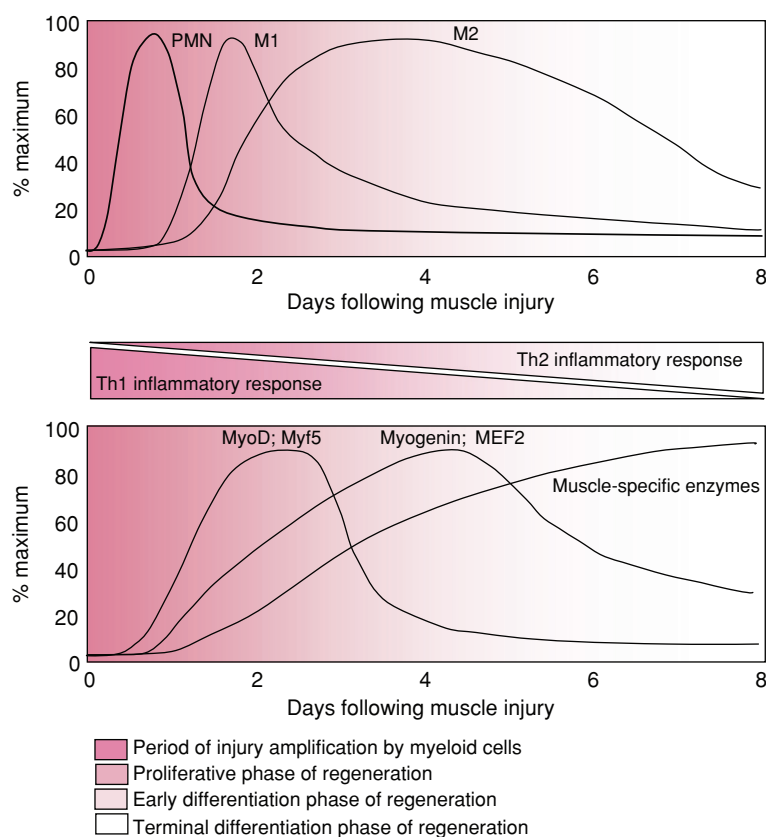 100
PMN
M1
M2
80
60
40
20
0
% maximum
0
2
4
6
8
Days following muscle injury
Th2 inflammatory response
Th1 inflammatory response
100
MyoD; Myf5
Myogenin; MEF2
80
Muscle-specific enzymes
60
40
20
0
% maximum
0
2
4
6
8
Days following muscle injury
Period of injury amplification by myeloid cells
Proliferative phase of regeneration
Early differentiation phase of regeneration
Terminal differentiation phase of regeneration